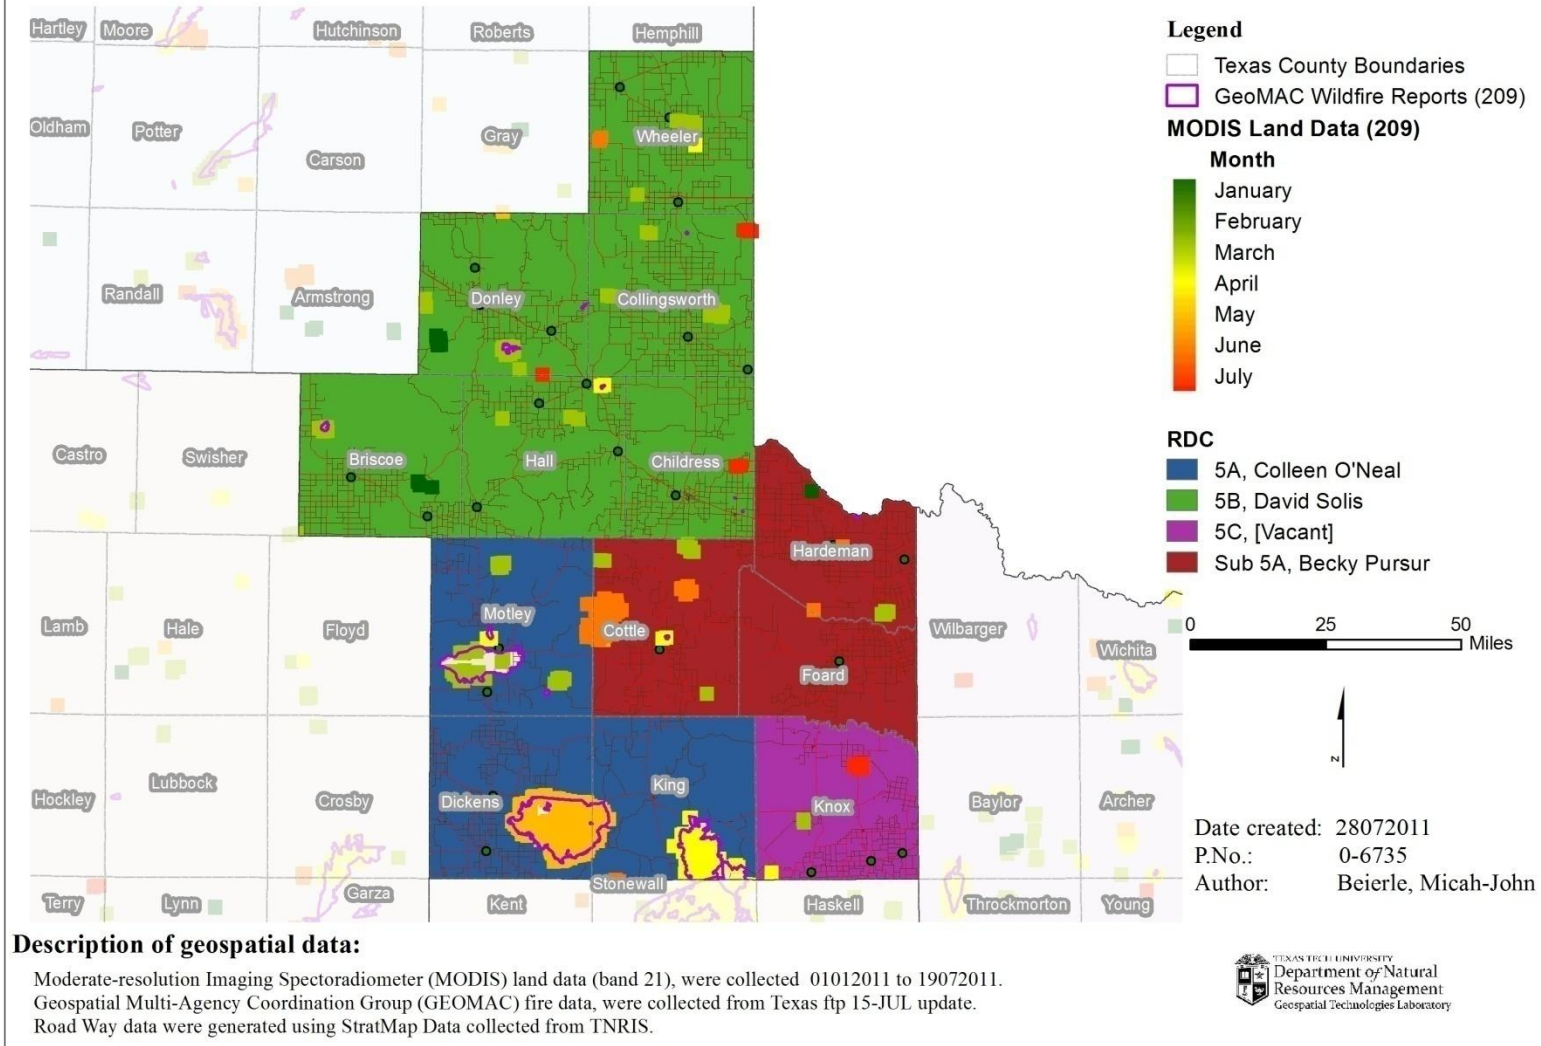 Hartley
Moore
Hutchinson
Roberts
Hemphill
Oldham
Potter
Carson
Gray
Wheeler
Randall
Armstrong
Donley
Collingsworth
Castro
Swisher
Briscoe
Hall
Childress
Hardeman
Lamb
Hale
Floyd
Motley
Cottle
Foard
Wilbarger
Wichita
Hockley
Lubbock
Crosby
Dickens
King
Knox
Baylor
Archer
Terry
Lynn
Garza
Kent
Stonewall
Haskell
Throckmorton
Young
Legend
Texas County Boundaries
GeoMAC Wildfire Reports (209)
MODIS Land Data (209)
Month
January
February
March
April
May
June
July
RDC
5A, Colleen O'Neal
5B, David Solis
5C, [Vacant]
Sub 5A, Becky Pursur
0 25 50
Miles
N
Date created: 28072011
P.No.: 0-6735
Author: Beierle, Micah-John
Description of geospatial data:
Moderate-resolution Imaging Spectoradiometer (MODIS) land data (band 21), were collected 01012011 to 19072011.
Geospatial Multi-Agency Coordination Group (GEOMAC) fire data, were collected from Texas ftp 15-JUL update.
Road Way data were generated using StratMap Data collected from TNRIS.
TEXAS TECH UNIVERSITY
Department of Natural
Resources Management
Geospatial Technologies Laboratory